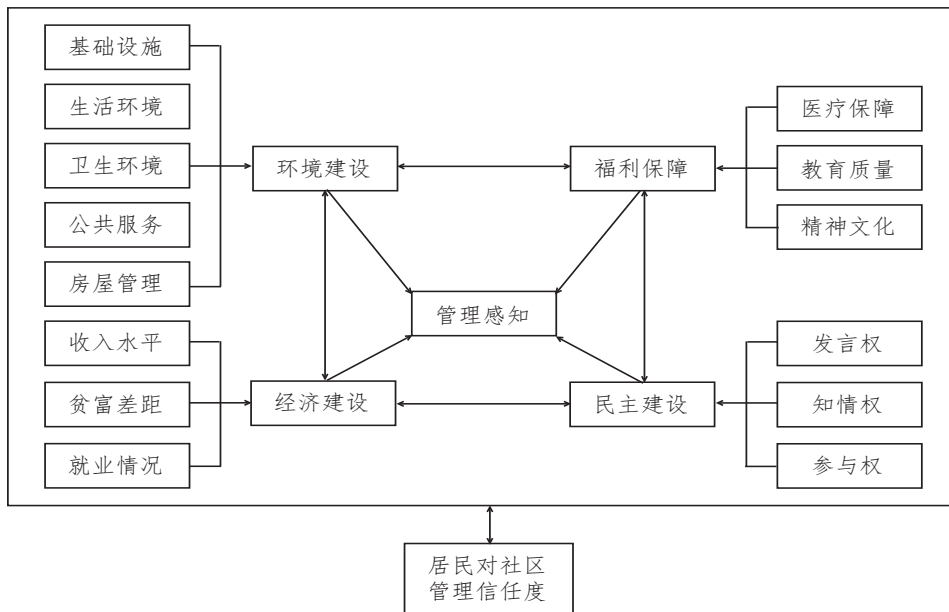 基础设施
生活环境
卫生环境
公共服务
房屋管理
收入水平
贫富差距
就业情况
环境建设
经济建设
管理感知
福利保障
民主建设
医疗保障
教育质量
精神文化
发言权
知情权
参与权
居民对社区
管理信任度